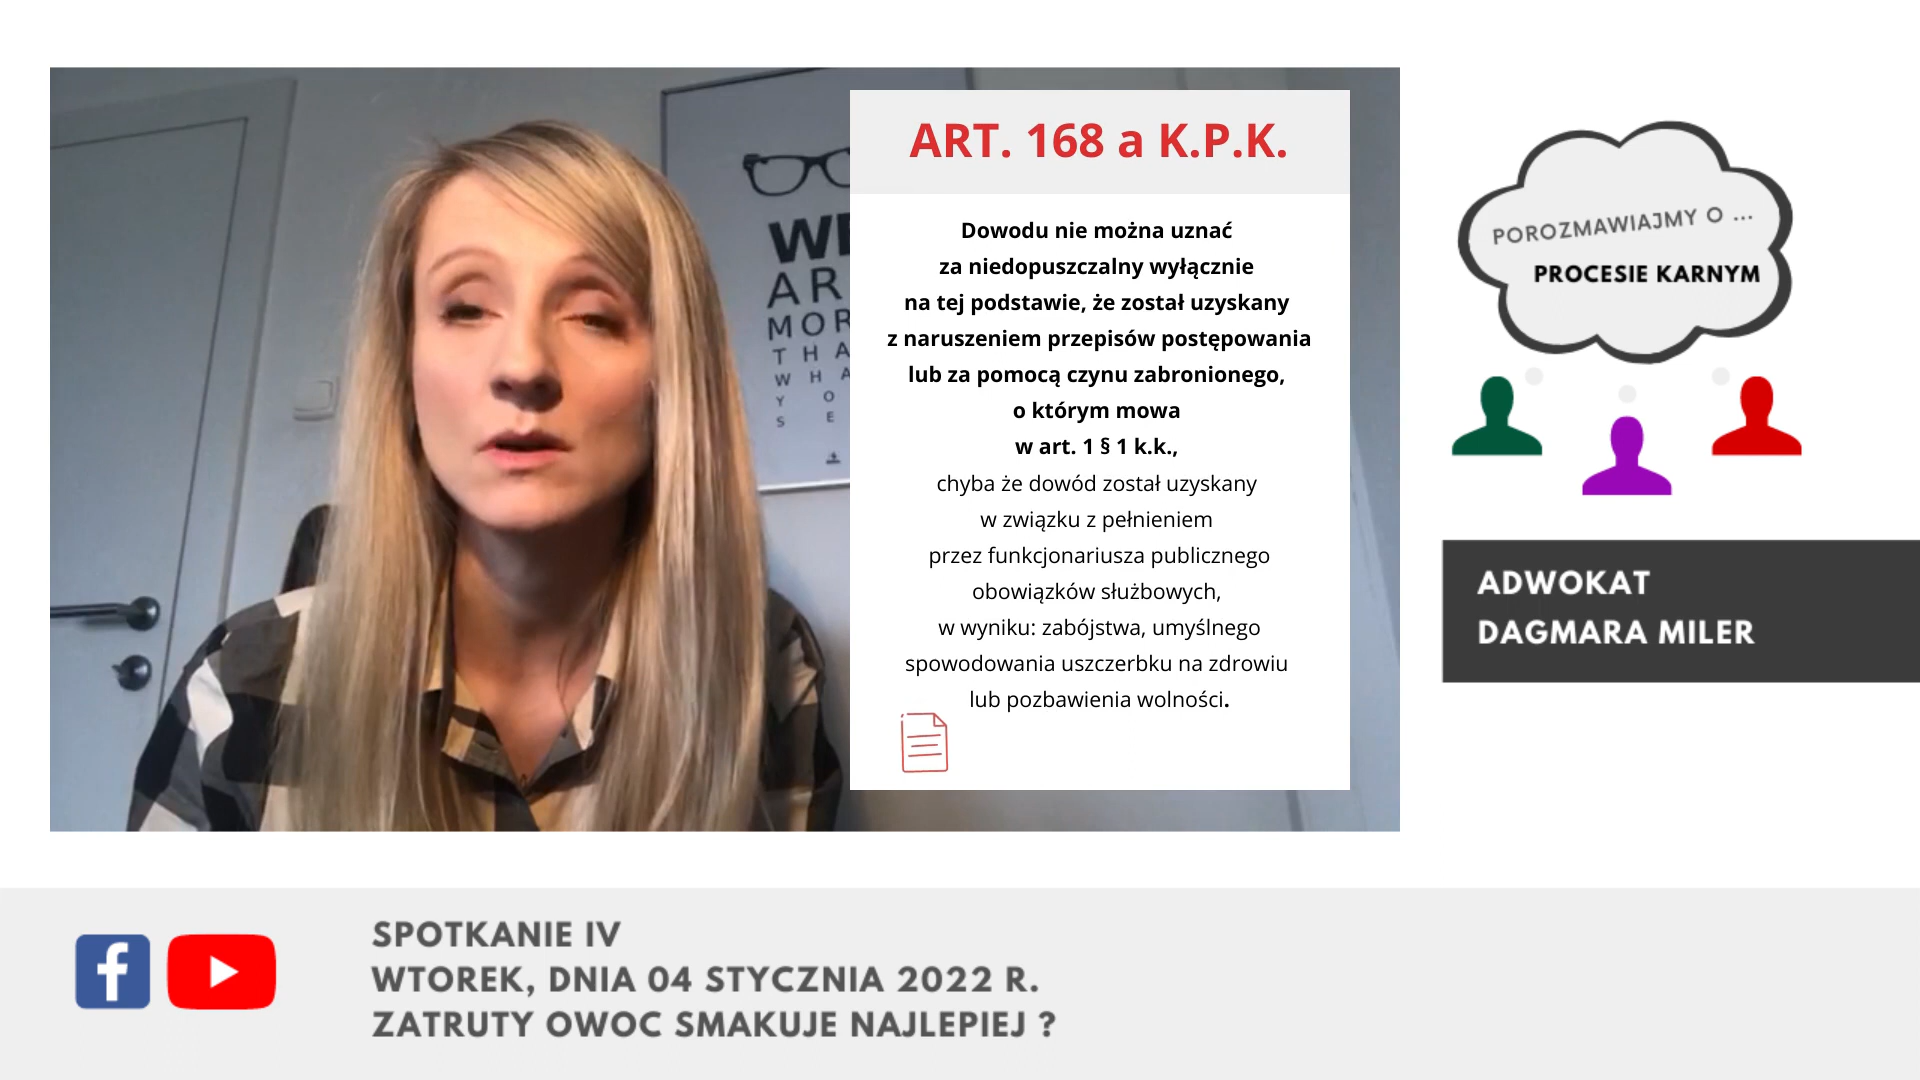 WE
AR
MOR
T H A
W H A
Y O
S E
ART. 168 a K.P.K.
Dowodu nie można uznać
za niedopuszczalny wyłącznie
na tej podstawie, że został uzyskany
z naruszeniem przepisów postępowania
lub za pomocą czynu zabronionego,
o którym mowa
w art. 1 § 1 k.k.,
chyba że dowód został uzyskany
w związku z pełnieniem
przez funkcjonariusza publicznego
obowiązków służbowych,
w wyniku: zabójstwa, umyślnego
spowodowania uszczerbku na zdrowiu
lub pozbawienia wolności.
POROZMAWIAJMY O ...
PROCESIE KARNYM
ADWOKAT
DAGMARA MILER
f
SPOTKANIE IV
WTOREK, DNIA 04 STYCZNIA 2022 R.
ZATRUTY OWOC SMAKUJE NAJLEPIEJ ?